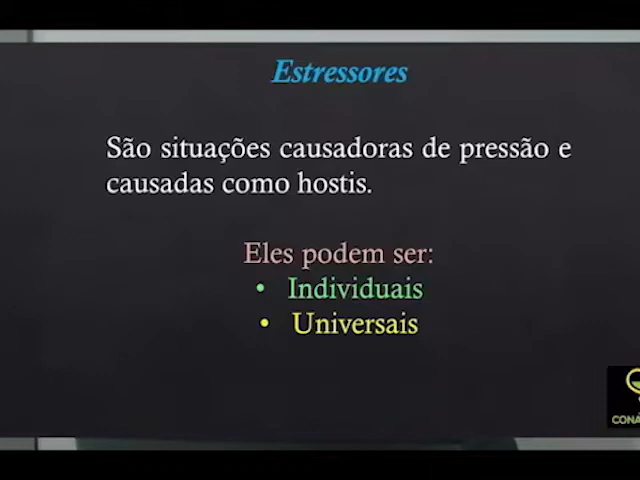 Estressores
São situações causadoras de pressão e
causadas como hostis.
Eles podem ser:
• Individuais
• Universais